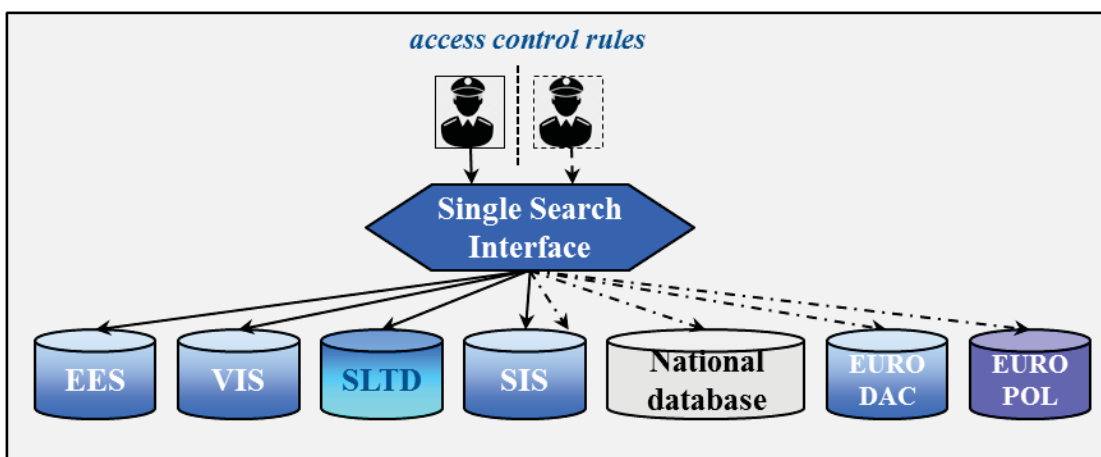 access control rules
Single Search
Interface
EES
VIS
SLTD
SIS
National
database
EURO
DAC
EURO
POL